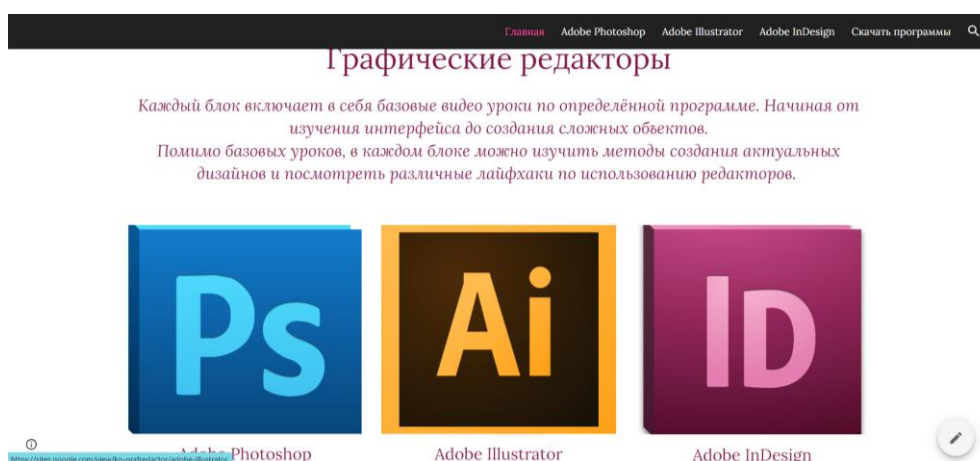 Главная Adobe Photoshop Adobe Illustrator Adobe InDesign Скачать программы
Графические редакторы
Каждый блок включает в себя базовые видео уроки по определённой программе. Начиная от
изучения интерфейса до создания сложных объектов.
Помимо базовых уроков, в каждом блоке можно изучить методы создания актуальных
дизайнов и посмотреть различные лайфхаки по использованию редакторов.
Ps Ai ID
Adobe Photoshop Adobe Illustrator Adobe InDesign